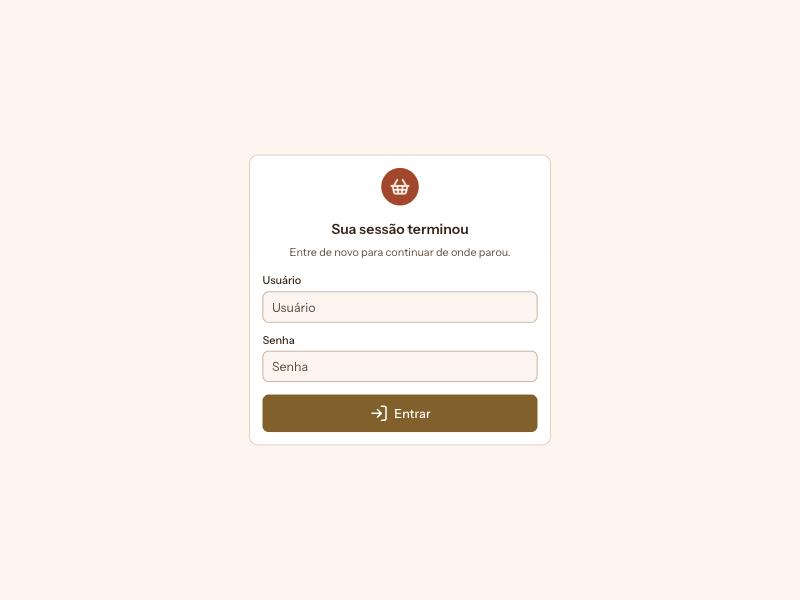 Sua sessão terminou
Entre de novo para continuar de onde parou.
Usuário
Usuário
Senha
Senha
Entrar